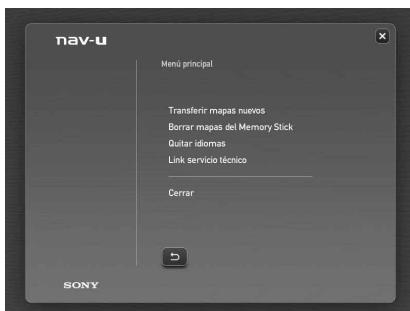 nav-u
Menú principal
Transferir mapas nuevos
Borrar mapas del Memory Stick
Quitar idiomas
Link servicio técnico
Cerrar
SONY